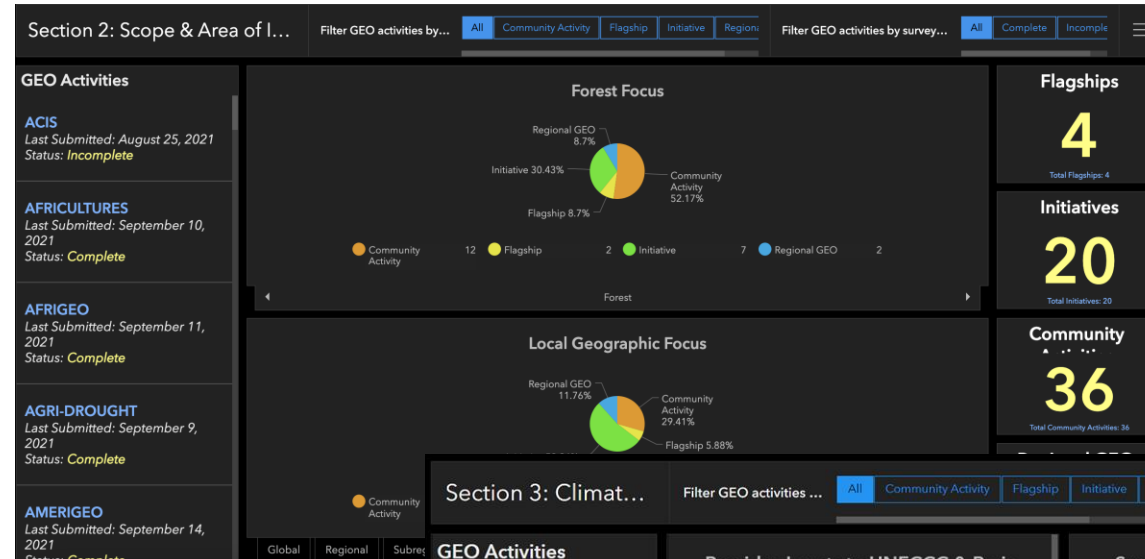 Section 2: Scope & Area of I...
Filter GEO activities by...
All
Community Activity
Flagship
Initiative
Regiona
Filter GEO activities by survey...
All
Complete
Incomple
GEO Activities
ACIS
Last Submitted: August 25, 2021
Status: Incomplete
AFRICULTURES
Last Submitted: September 10,
2021
Status: Complete
AFRIGEO
Last Submitted: September 11,
2021
Status: Complete
AGRI-DROUGHT
Last Submitted: September 9,
2021
Status: Complete
AMERIGEO
Last Submitted: September 14,
2021
Status: Complete
Forest Focus
Regional GEO
8.7%
Initiative 30.43%
Community
Activity
52.17%
Flagship 8.7%
Community
Activity
12
Flagship
2
Initiative
7
Regional GEO
2
Forest
Local Geographic Focus
Regional GEO
11.76%
Community
Activity
29.41%
Flagship 5.88%
Community
Activity
Global
Regional
Subreg
Flagships
4
Total Flagships: 4
Initiatives
20
Total Initiatives: 20
Community
36
Total Community Activities: 36
Section 3: Climat...
Filter GEO activities ...
All
Community Activity
Flagship
Initiative
GEO Activities